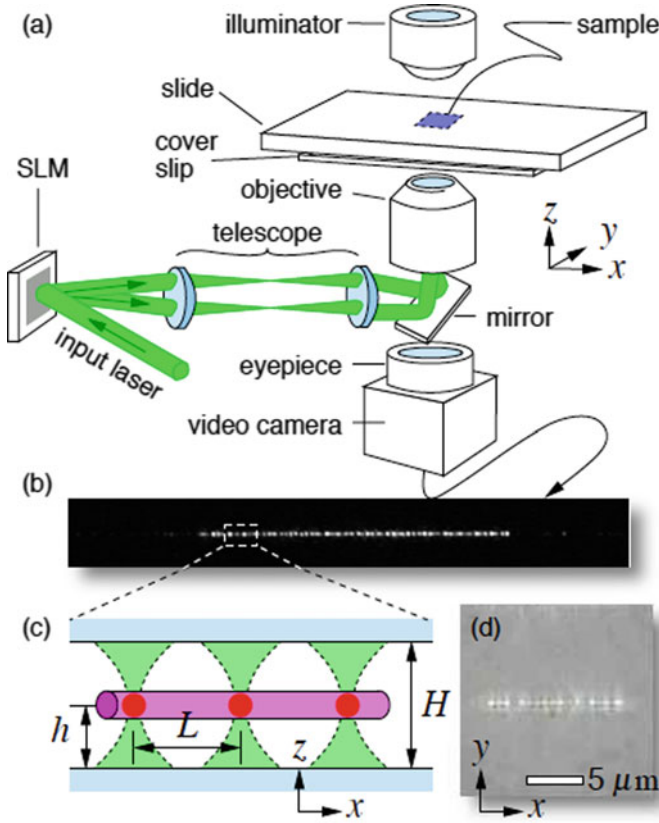 (a)
illuminator
sample
slide
cover
slip
SLM
objective
telescope
z
y
x
mirror
input laser
eyepiece
video camera
(b)
(c)
(d)
h
L
H
z
x
y
x
5 μm